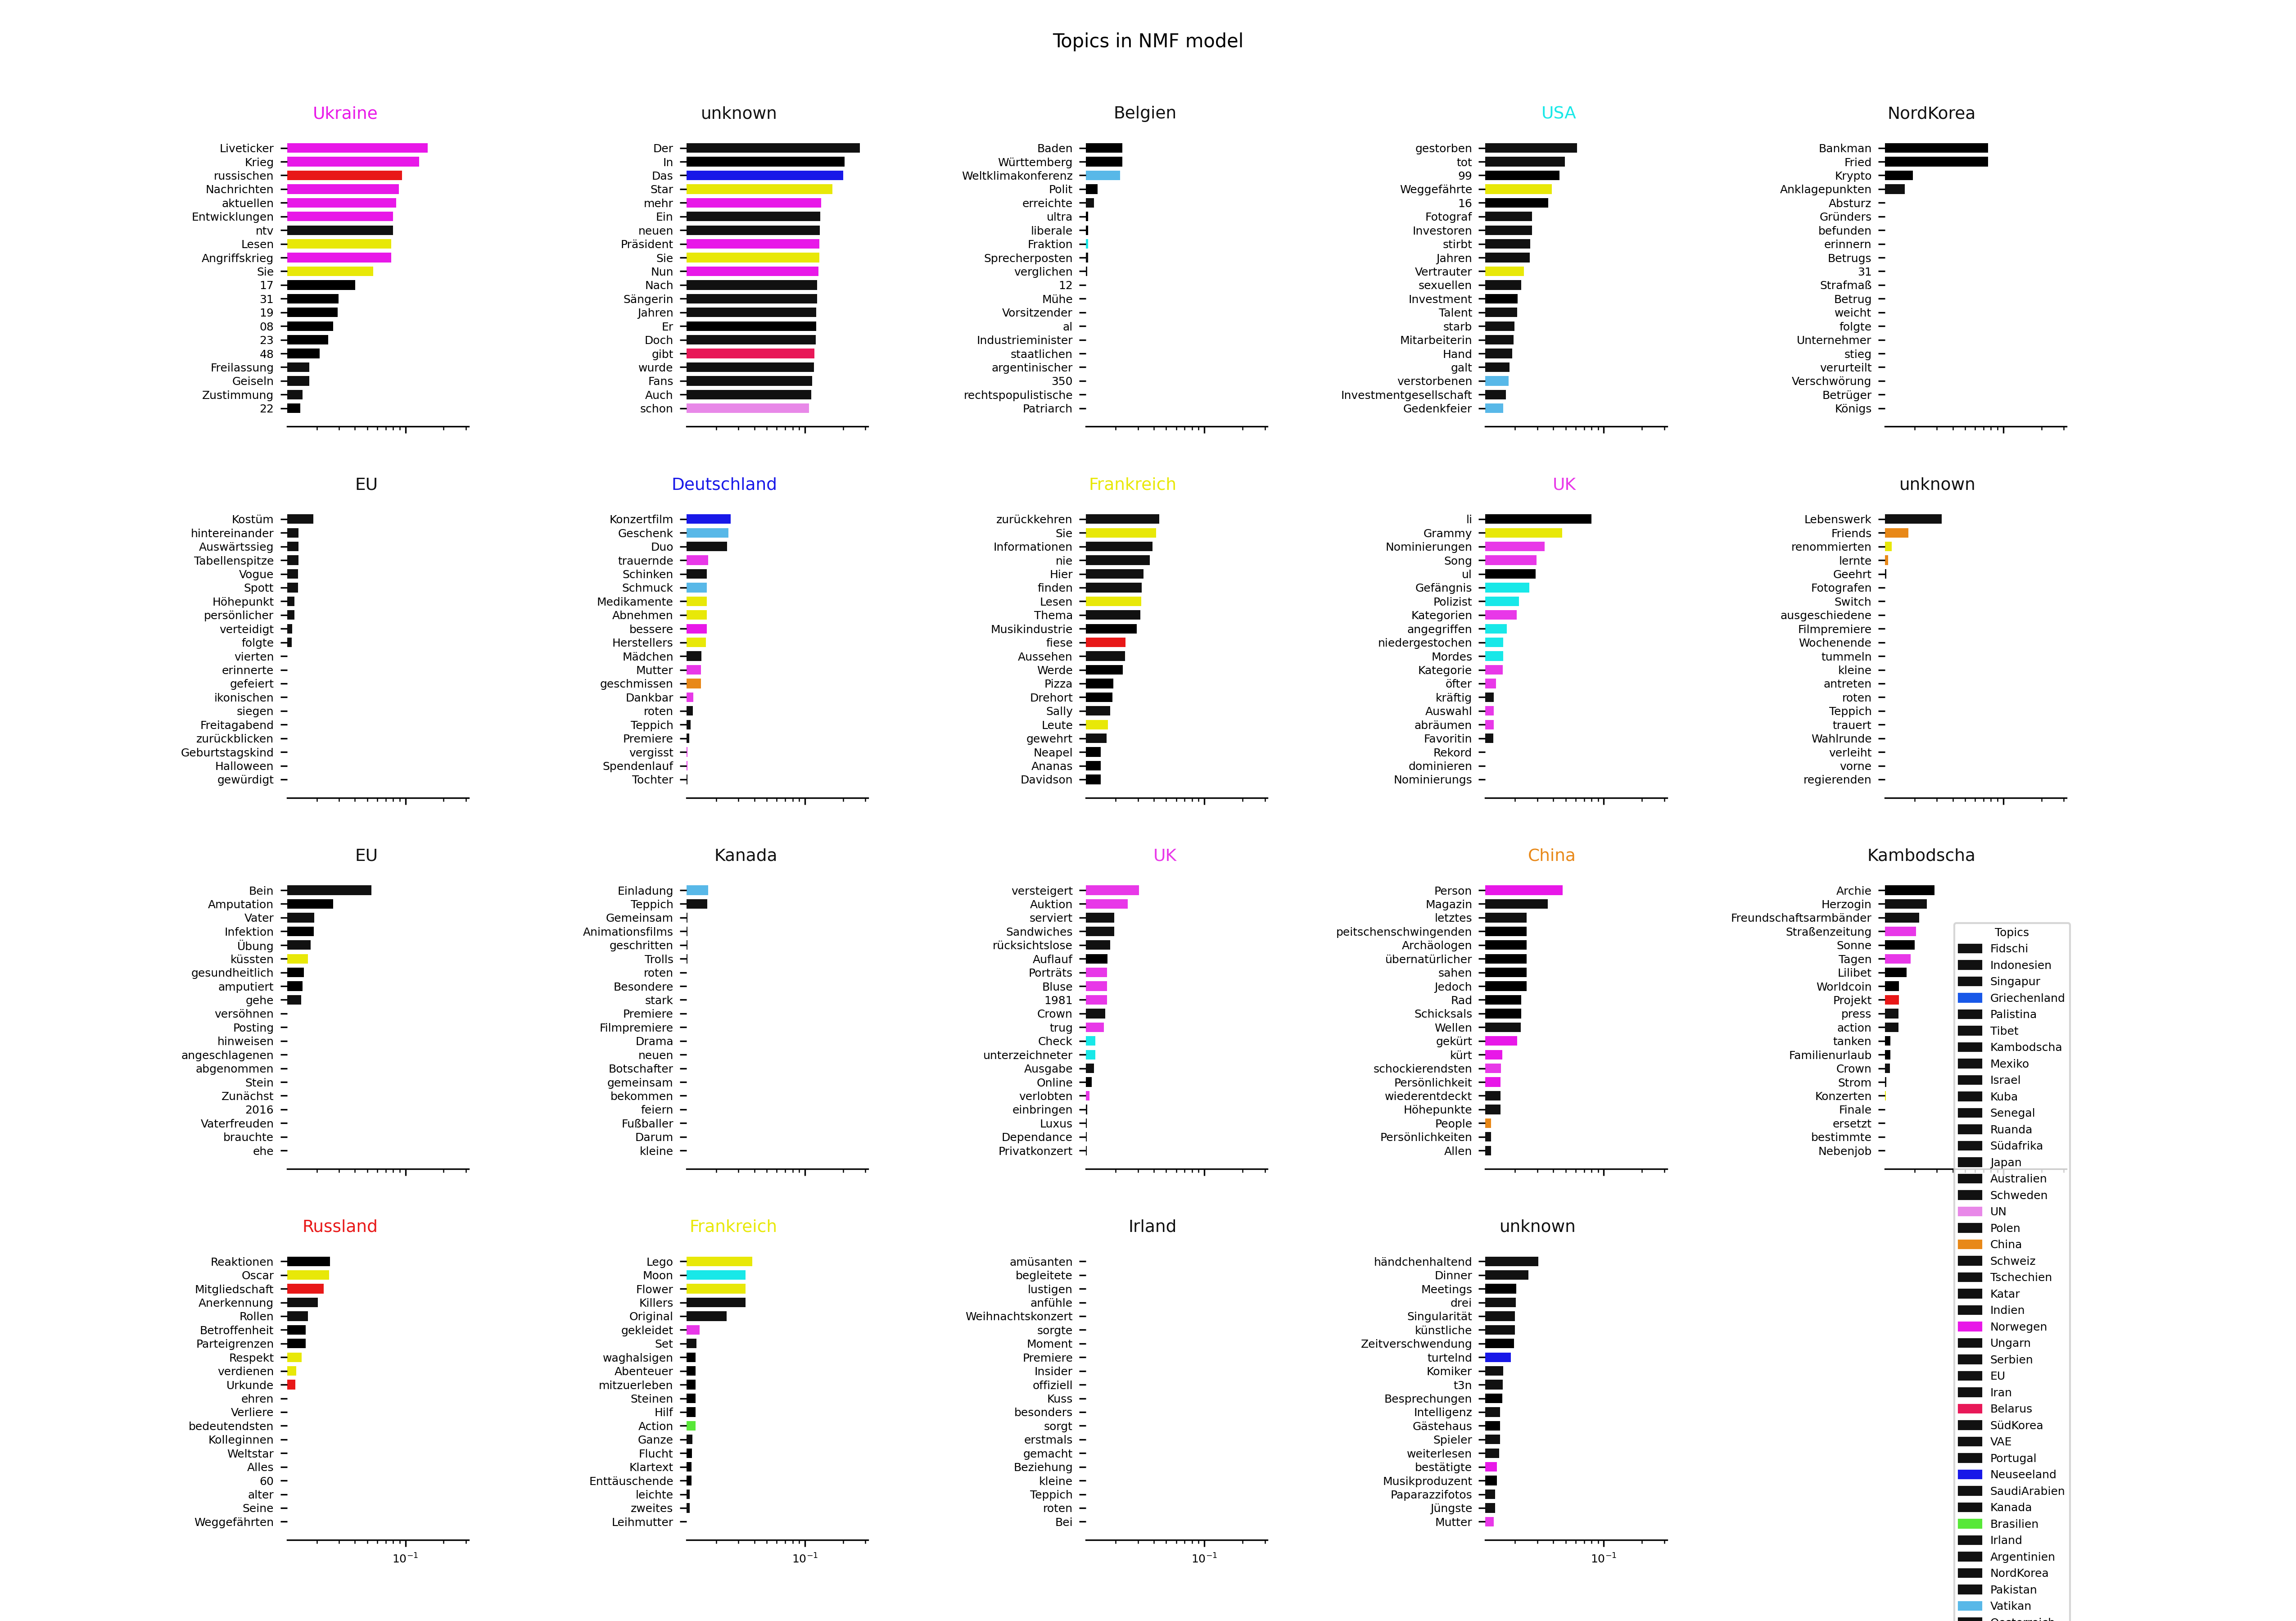 Topics in NMF model
Ukraine
Liveticker
Krieg
russischen
Nachrichten
aktuellen
Entwicklungen
ntv
Lesen
Angriffskrieg
Sie
17
31
19
08
23
48
Freilassung
Geiseln
Zustimmung
22
unknown
Der
In
Das
Star
mehr
Ein
neuen
Präsident
Sie
Nun
Nach
Sängerin
Jahren
Er
Doch
gibt
wurde
Fans
Auch
schon
Belgien
Baden
Württemberg
Weltklimakonferenz
Polit
erreichte
ultra
liberale
Fraktion
Sprecherposten
verglichen
12
Mühe
Vorsitzender
al
Industrieminister
staatlichen
argentinischer
350
rechtspopulistische
Patriarch
USA
gestorben
tot
99
Weggefährte
16
Fotograf
Investoren
stirbt
Jahren
Vertrauter
sexuellen
Investment
Talent
starb
Mitarbeiterin
Hand
galt
verstorbenen
Investmentgesellschaft
Gedenkfeier
NordKorea
Bankman
Fried
Krypto
Anklagepunkten
Absturz
Gründers
befunden
erinnern
Betrugs
31
Strafmaß
Betrug
weicht
folgte
Unternehmer
stieg
verurteilt
Verschwörung
Betrüger
Königs
EU
Kostüm
hintereinander
Auswärtssieg
Tabellenspitze
Vogue
Spott
Höhepunkt
persönlicher
verteidigt
folgte
vierten
erinnerte
gefeiert
ikonischen
siegen
Freitagabend
zurückblicken
Geburtstagskind
Halloween
gewürdigt
Deutschland
Konzertfilm
Geschenk
Duo
trauernde
Schinken
Schmuck
Medikamente
Abnehmen
bessere
Herstellers
Mädchen
Mutter
geschmissen
Dankbar
roten
Teppich
Premiere
vergisst
Spendenlauf
Tochter
Frankreich
zurückkehren
Sie
Informationen
nie
Hier
finden
Lesen
Thema
Musikindustrie
fiese
Aussehen
Werde
Pizza
Drehort
Sally
Leute
gewehrt
Neapel
Ananas
Davidson
UK
li
Grammy
Nominierungen
Song
ul
Gefängnis
Polizist
Kategorien
angegriffen
niedergestochen
Mordes
Kategorie
öfter
kräftig
Auswahl
abräumen
Favoritin
Rekord
dominieren
Nominierungs
unknown
Lebenswerk
Friends
renommierten
lernte
Geehrt
Fotografen
Switch
ausgeschiedene
Filmpremiere
Wochenende
tummeln
kleine
antreten
roten
Teppich
trauert
Wahlrunde
verleiht
vorne
regierenden
EU
Bein
Amputation
Vater
Infektion
Übung
küssten
gesundheitlich
amputiert
gehe
versöhnen
Posting
hinweisen
angeschlagenen
abgenommen
Stein
Zunächst
2016
Vaterfreuden
brauchte
ehe
Kanada
Einladung
Teppich
Gemeinsam
Animationsfilms
geschritten
Trolls
roten
Besondere
stark
Premiere
Filmpremiere
Drama
neuen
Botschafter
gemeinsam
bekommen
feiern
Fußballer
Darum
kleine
UK
versteigert
Auktion
serviert
Sandwiches
rücksichtslose
Auflauf
Porträts
Bluse
1981
Crown
trug
Check
unterzeichneter
Ausgabe
Online
verlobten
einbringen
Luxus
Dependance
Privatkonzert
China
Person
Magazin
letztes
peitschenschwingenden
Archäologen
übernatürlicher
sahen
Jedoch
Rad
Schicksals
Wellen
gekürt
kürt
schockierendsten
Persönlichkeit
wiederentdeckt
Höhepunkte
People
Persönlichkeiten
Allen
Kambodscha
Archie
Herzogin
Freundschaftsarmbänder
Straßenzeitung
Sonne
Tagen
Lilibet
Worldcoin
Projekt
press
action
tanken
Familienurlaub
Crown
Strom
Konzerten
Finale
ersetzt
bestimmte
Nebenjob
Russland
Reaktionen
Oscar
Mitgliedschaft
Anerkennung
Rollen
Betroffenheit
Parteigrenzen
Respekt
verdienen
Urkunde
ehren
Verliere
bedeutendsten
Kolleginnen
Weltstar
Alles
60
alter
Seine
Weggefährten
10⁻¹
Frankreich
Lego
Moon
Flower
Killers
Original
gekleidet
Set
waghalsigen
Abenteuer
mitzuerleben
Steinen
Hilf
Action
Ganze
Flucht
Klartext
Enttäuschende
leichte
zweites
Leihmutter
10⁻¹
Irland
amüsanten
begleitete
lustigen
anfühle
Weihnachtskonzert
sorgte
Moment
Premiere
Insider
offiziell
Kuss
besonders
sorgt
erstmals
gemacht
Beziehung
kleine
Teppich
roten
Bei
10⁻¹
unknown
händchenhaltend
Dinner
Meetings
drei
Singularität
künstliche
Zeitverschwendung
turtelnd
Komiker
t3n
Besprechungen
Intelligenz
Gästehaus
Spieler
weiterlesen
bestätigte
Musikproduzent
Paparazzifotos
Jüngste
Mutter
10⁻¹
Topics
Fidschi
Indonesien
Singapur
Griechenland
Palistina
Tibet
Kambodscha
Mexiko
Israel
Kuba
Senegal
Ruanda
Südafrika
Japan
Australien
Schweden
UN
Polen
China
Schweiz
Tschechien
Katar
Indien
Norwegen
Ungarn
Serbien
EU
Iran
Belarus
SüdKorea
VAE
Portugal
Neuseeland
SaudiArabien
Kanada
Brasilien
Irland
Argentinien
NordKorea
Pakistan
Vatikan